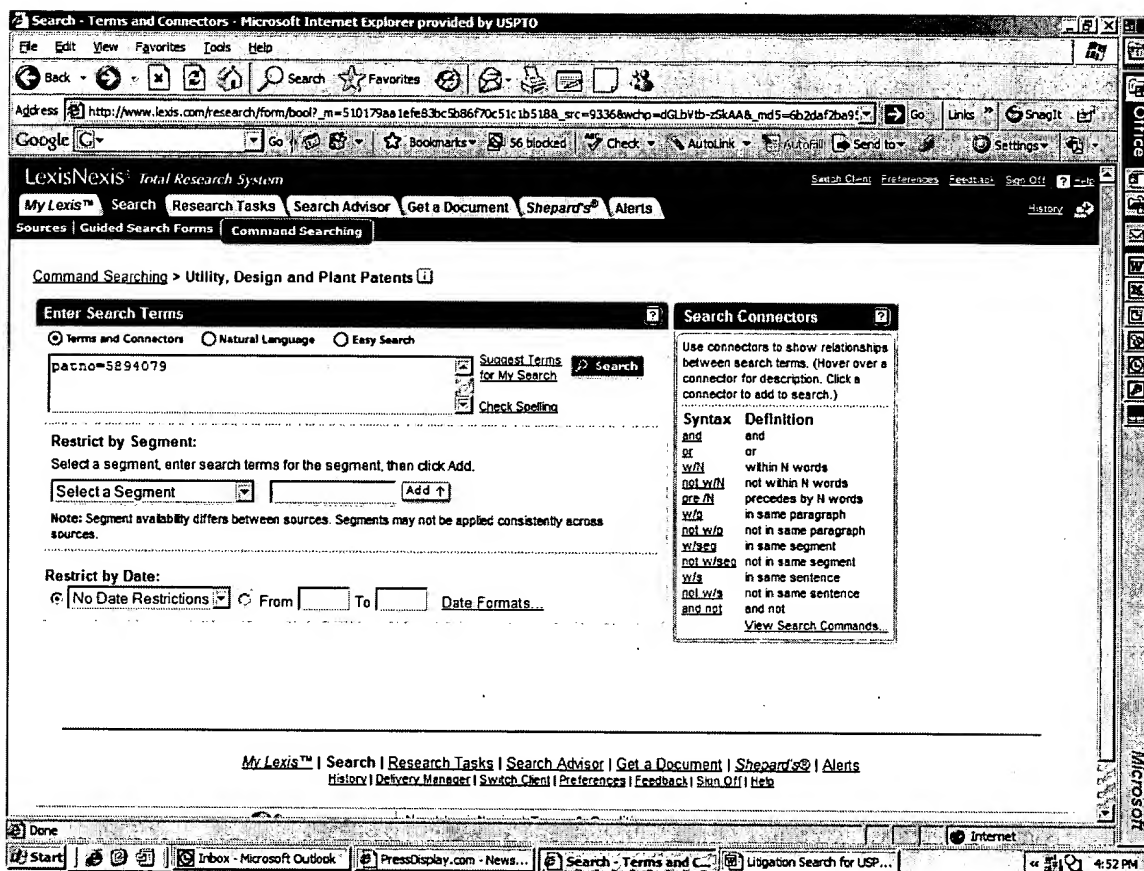 Search - Terms and Connectors - Microsoft Internet Explorer provided by USPTO
File Edit View Favorites Tools Help
Back Search Favorites
Address http://www.lexis.com/research/form/bool?_m=510179aa1efe83bc5b86f70c51c1b518&_src=9336&wchp=dGLbVtb-zSkAA&_md5=6b2daf2ba9 Go Links SnagIt
Google G Go Bookmarks 56 blocked Check AutoLink AutoFill Send to Settings
LexisNexis Total Research System Switch Client Preferences Feedback Sign Off ? Help
My Lexis™ Search Research Tasks Search Advisor Get a Document Shepard's® Alerts History
Sources | Guided Search Forms | Command Searching
Command Searching > Utility, Design and Plant Patents i
Enter Search Terms ?
Terms and Connectors Natural Language Easy Search
patno=5894079
Suggest Terms
for My Search
Search
Check Spelling
Restrict by Segment:
Select a segment, enter search terms for the segment, then click Add.
Select a Segment Add ↑
Note: Segment availability differs between sources. Segments may not be applied consistently across
sources.
Restrict by Date:
No Date Restrictions From To Date Formats...
Search Connectors ?
Use connectors to show relationships
between search terms. (Hover over a
connector for description. Click a
connector to add to search.)
Syntax Definition
and and
or or
w/N within N words
not w/N not within N words
pre /N precedes by N words
w/p in same paragraph
not w/p not in same paragraph
w/seg in same segment
not w/seg not in same segment
w/s in same sentence
not w/s not in same sentence
and not and not
View Search Commands...
My Lexis™ | Search | Research Tasks | Search Advisor | Get a Document | Shepard's® | Alerts
History | Delivery Manager | Switch Client | Preferences | Feedback | Sign Off | Help
Office
Microsoft
Done Internet
Start Inbox - Microsoft Outlook PressDisplay.com - News... Search - Terms and C... Litigation Search for USP... 4:52 PM